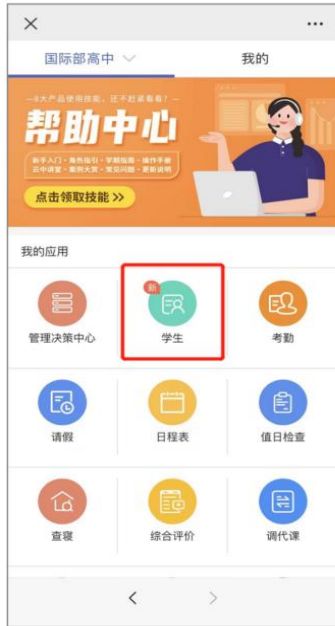 国际部高中
我的
—8大产品使用技能，还不赶紧看看？—
帮助中心
新手入门·角色指引·学期指南·操作手册
云中讲堂·案例大赏·常见问题·更新说明
点击领取技能 >>
我的应用
管理决策中心
新
学生
考勤
请假
日程表
值日检查
查寝
综合评价
调代课